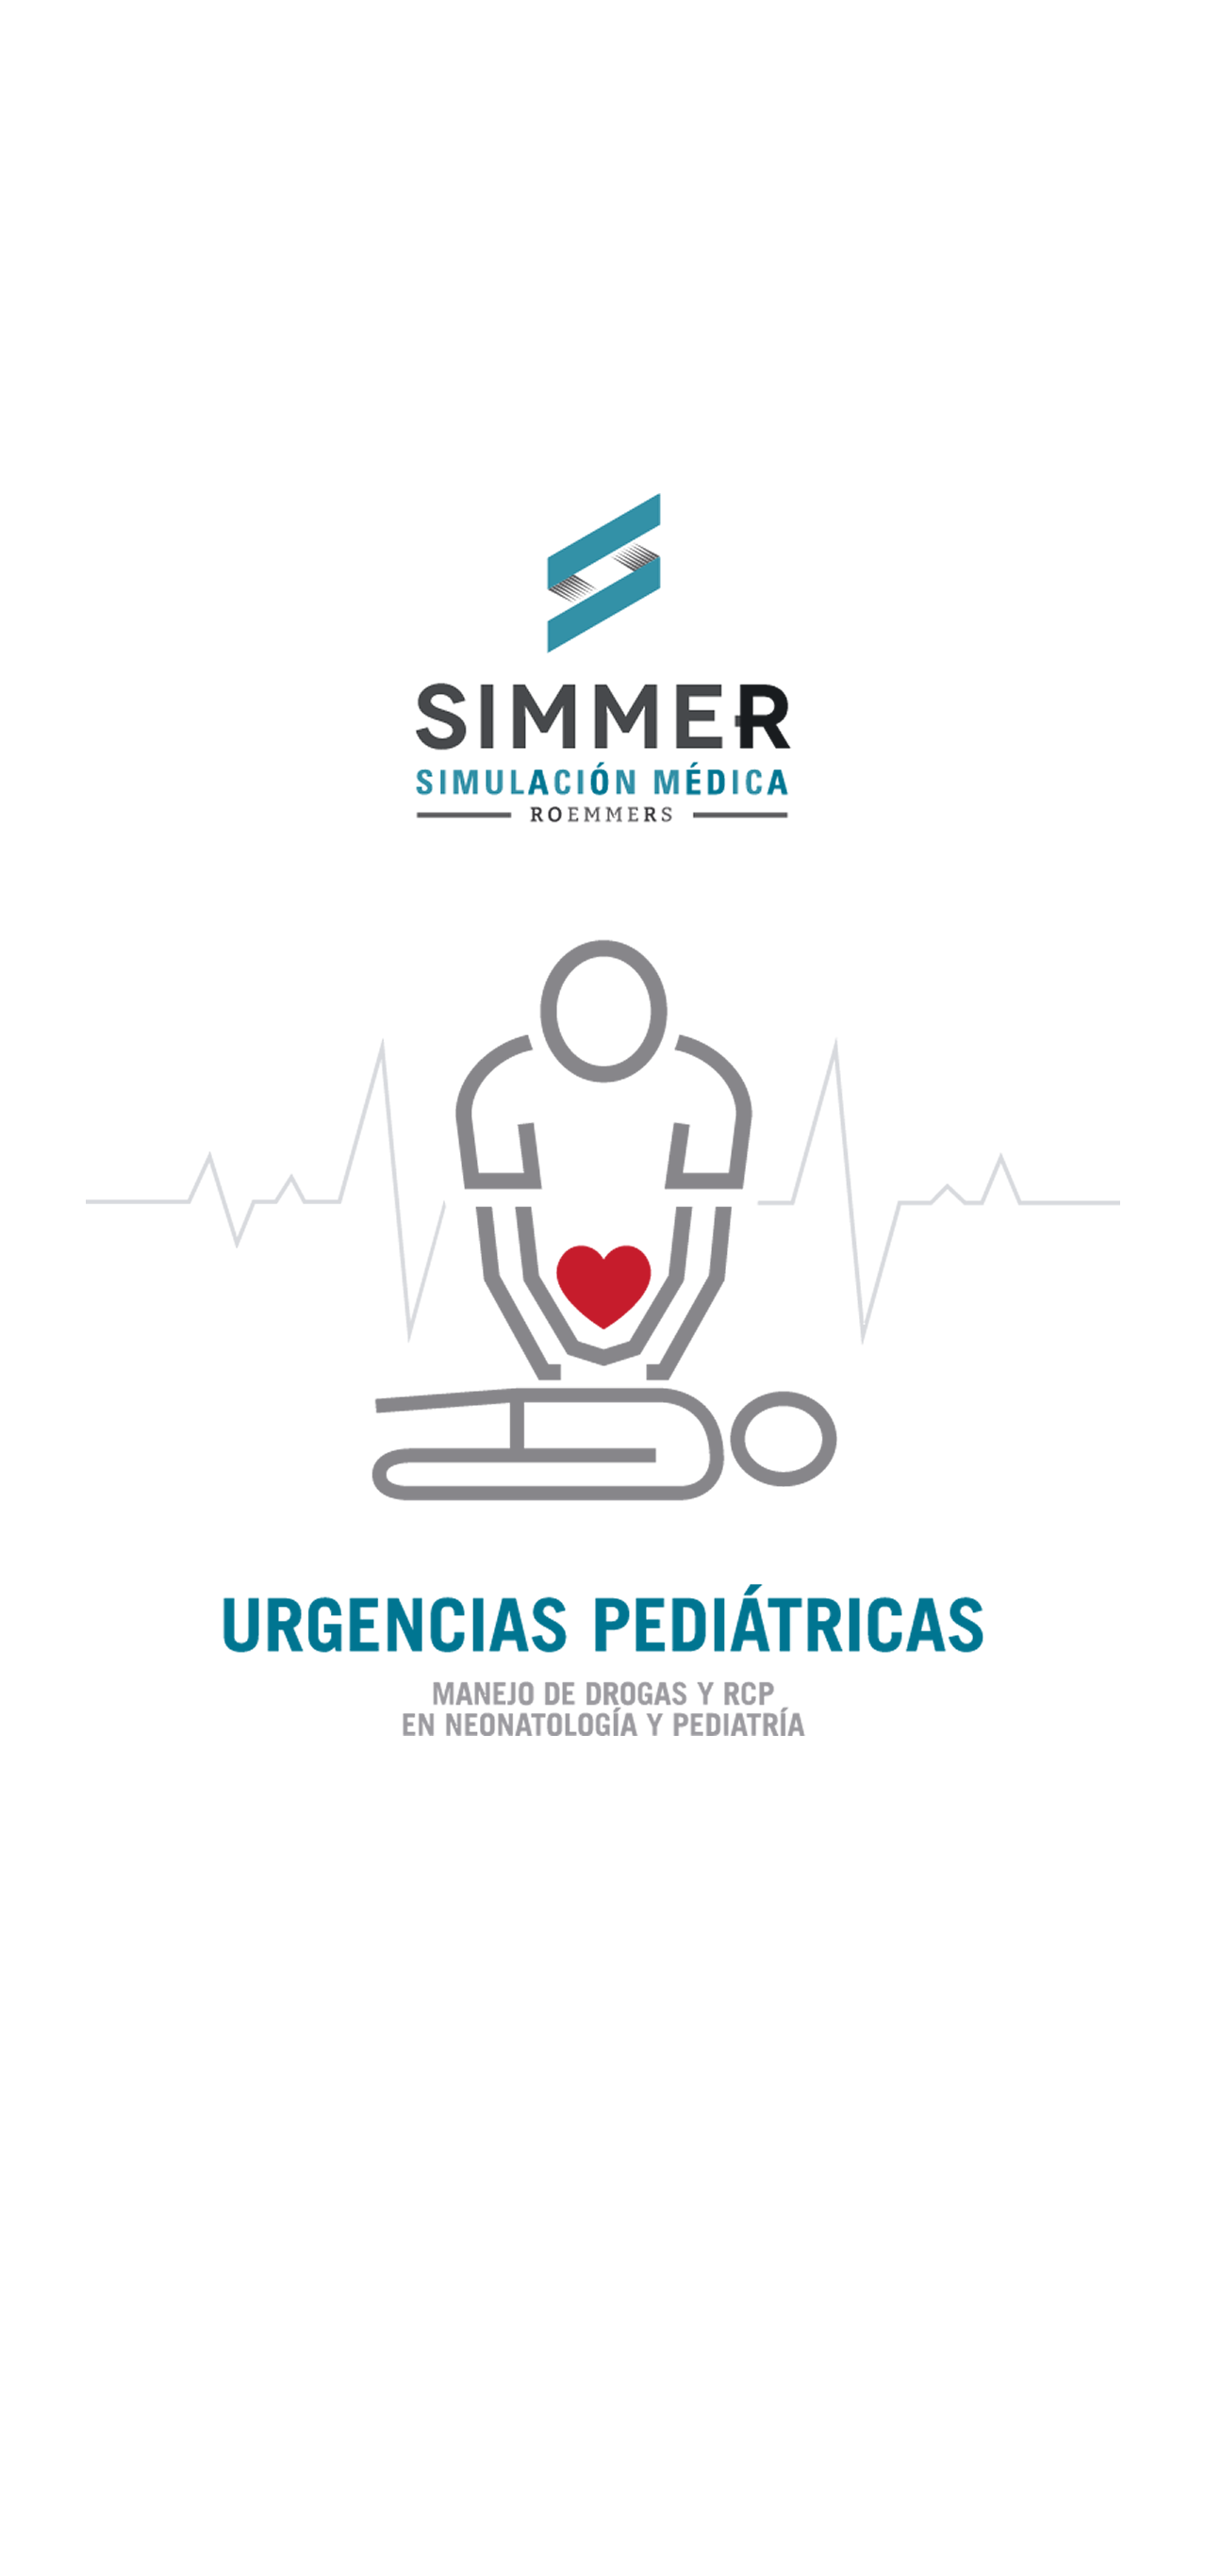 SIMMER
SIMULACIÓN MÉDICA
ROEMMERS
URGENCIAS PEDIÁTRICAS
MANEJO DE DROGAS Y RCP
EN NEONATOLOGÍA Y PEDIATRÍA